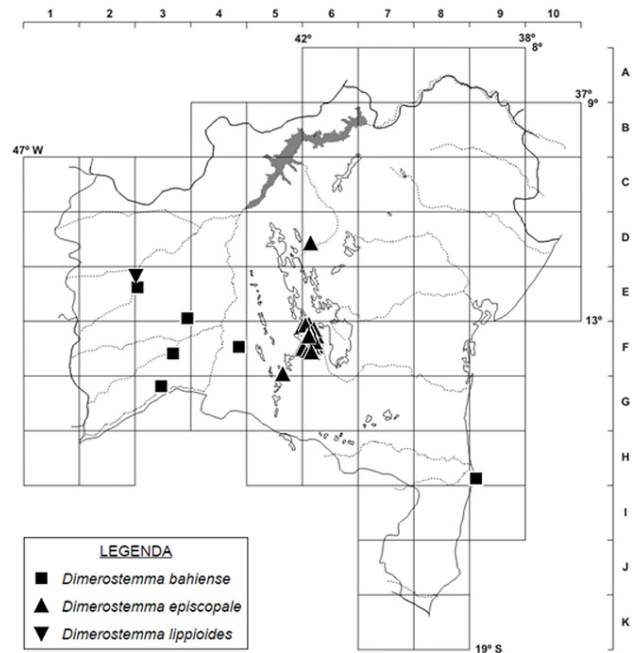 1 2 3 4 5 6 7 8 9 10
42º 38º
8º
A
37º
9º
B
47º W
C
D
E
13º
F
G
H
I
J
K
19º S
LEGENDA
Dimerostemma bahiense
Dimerostemma episcopale
Dimerostemma lippioides